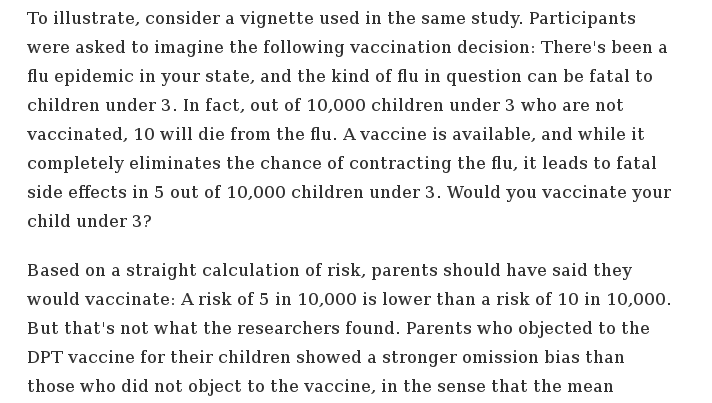 To illustrate, consider a vignette used in the same study. Participants
were asked to imagine the following vaccination decision: There's been a
flu epidemic in your state, and the kind of flu in question can be fatal to
children under 3. In fact, out of 10,000 children under 3 who are not
vaccinated, 10 will die from the flu. A vaccine is available, and while it
completely eliminates the chance of contracting the flu, it leads to fatal
side effects in 5 out of 10,000 children under 3. Would you vaccinate your
child under 3?
Based on a straight calculation of risk, parents should have said they
would vaccinate: A risk of 5 in 10,000 is lower than a risk of 10 in 10,000.
But that's not what the researchers found. Parents who objected to the
DPT vaccine for their children showed a stronger omission bias than
those who did not object to the vaccine, in the sense that the mean